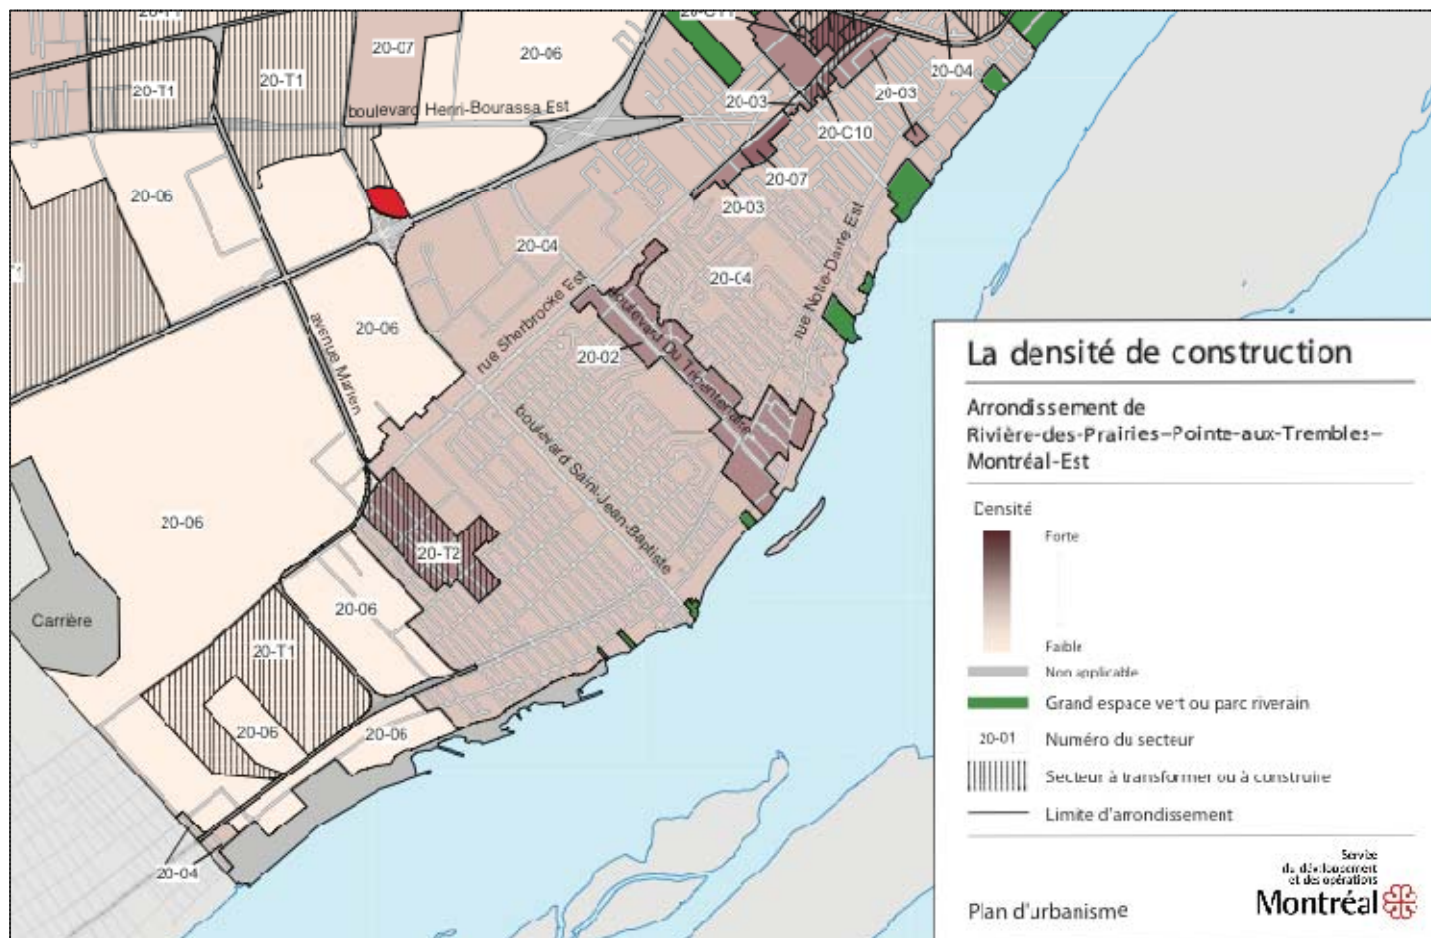 20-T1
20-C11
20-07
20-06
20-T1
20-T1
20-04
boulevard Henri-Bourassa Est
20-03
20-03
20-C10
20-07
20-06
20-03
20-04
20-04
rue Notre-Dame Est
rue Sherbrooke Est
boulevard Du Tricentenaire
avenue Marien
20-06
20-02
boulevard Saint-Jean-Baptiste
20-06
20-T2
20-06
Carrière
20-T1
20-06
20-06
20-04
La densité de construction
Arrondissement de
Rivière-des-Prairies–Pointe-aux-Trembles–
Montréal-Est
Densité
Forte
Faible
Non applicable
Grand espace vert ou parc riverain
20-01 Numéro du secteur
Secteur à transformer ou à construire
Limite d'arrondissement
Service
du développement
et des opérations
Montréal
Plan d'urbanisme